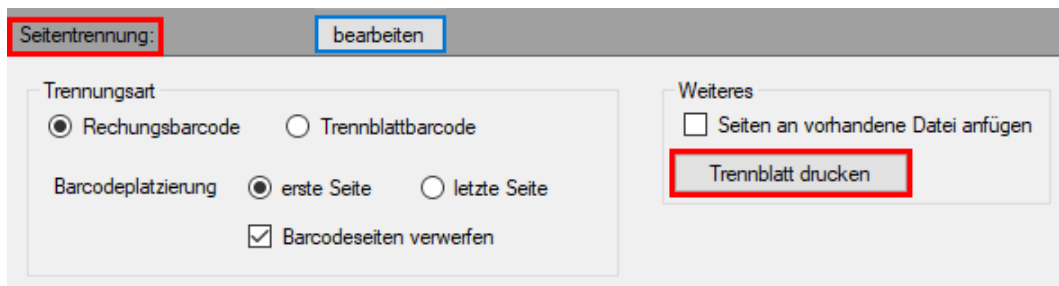 Seitentrennung: bearbeiten
Trennungsart
Rechungsbarcode Trennblattbarcode
Barcodeplatzierung erste Seite letzte Seite
Barcodeseiten verwerfen
Weiteres
Seiten an vorhandene Datei anfügen
Trennblatt drucken